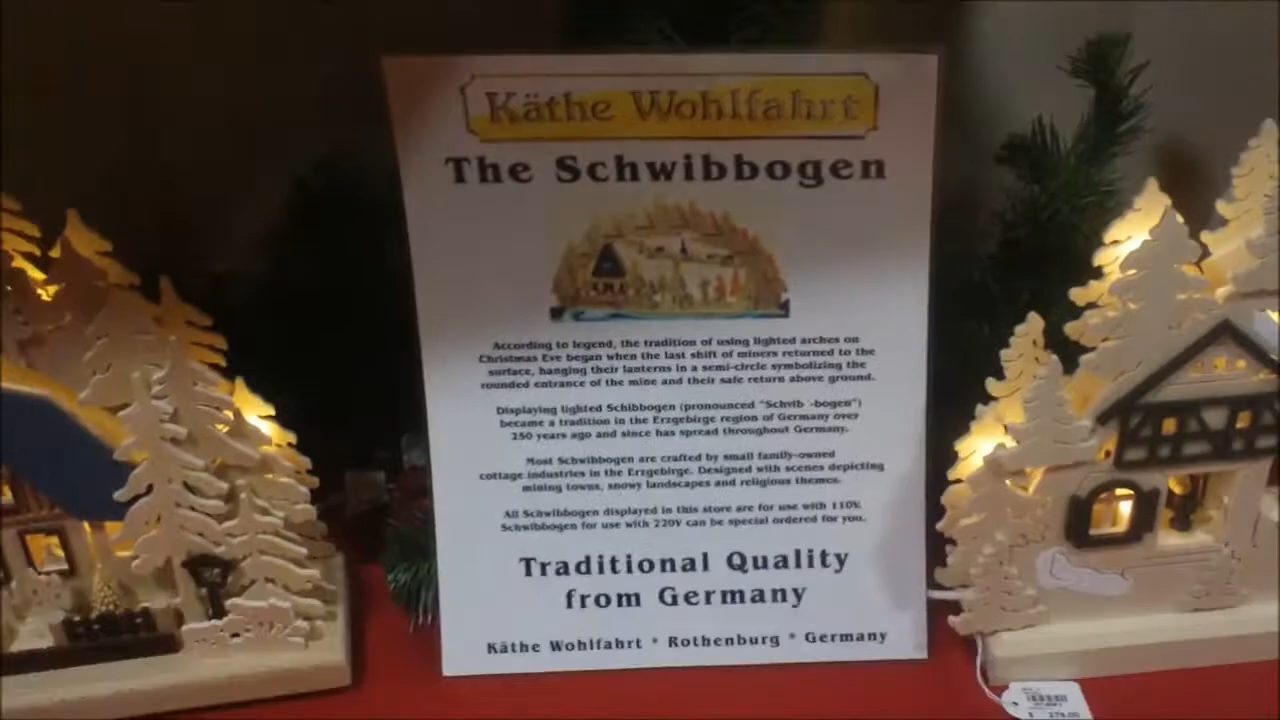 Käthe Wohlfahrt
The Schwibbogen
According to legend, the tradition of using lighted arches on
Christmas Eve began when the last shift of miners returned to the
surface, hanging their lanterns in a semi-circle symbolizing the
rounded entrance of the mine and their safe return above ground.
Displaying lighted Schibbogen (pronounced "Schvib -bogen")
became a tradition in the Erzgebirge region of Germany over
250 years ago and since has spread throughout Germany.
Most Schwibbogen are crafted by small family-owned
cottage industries in the Erzgebirge. Designed with scenes depicting
mining towns, snowy landscapes and religious themes.
All Schwibbogen displayed in this store are for use with 110V.
Schwibbogen for use with 220V can be special ordered for you.
Traditional Quality
from Germany
Käthe Wohlfahrt * Rothenburg * Germany